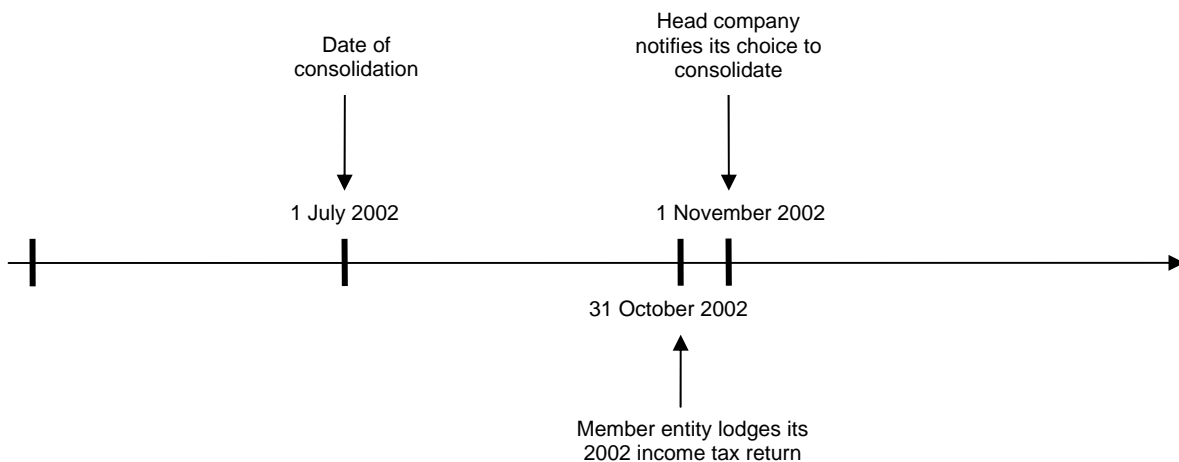 Head company
notifies its choice to
consolidate
Date of
consolidation
1 July 2002
1 November 2002
31 October 2002
Member entity lodges its
2002 income tax return